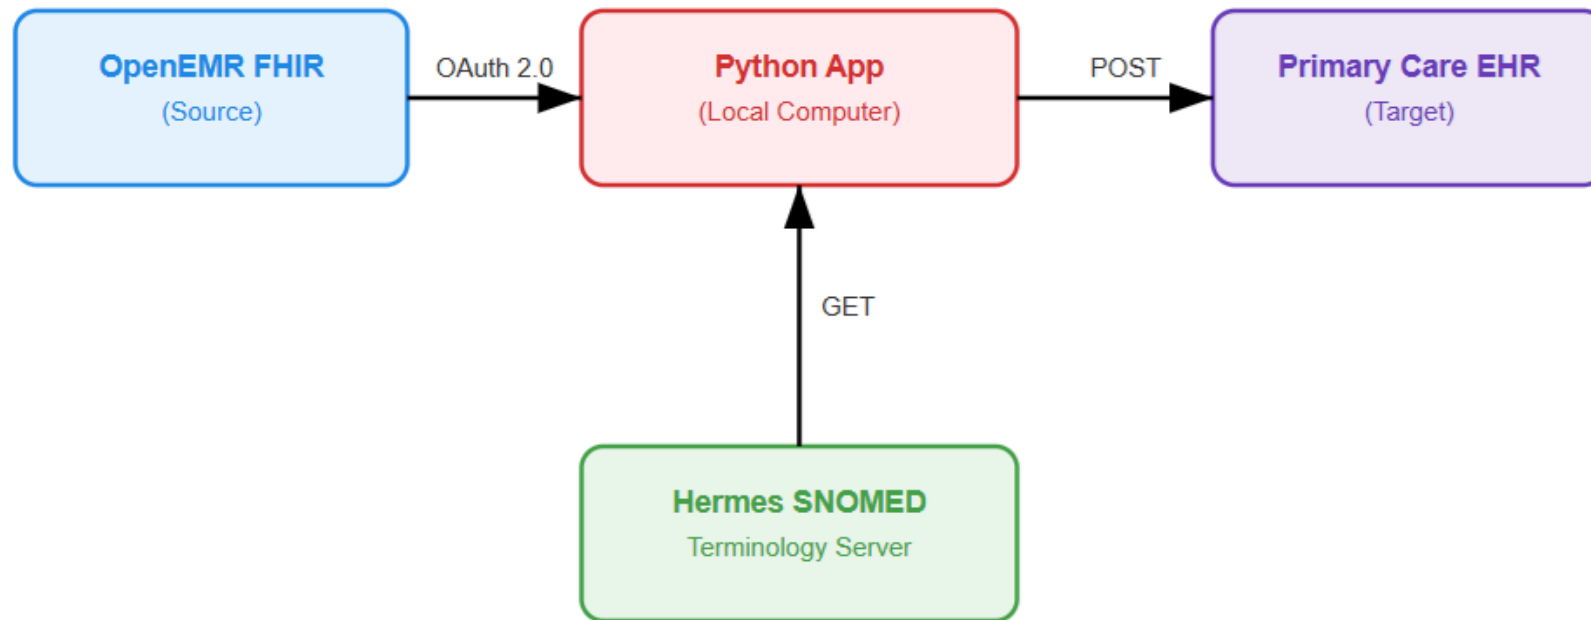 OpenEMR FHIR
(Source)
OAuth 2.0
Python App
(Local Computer)
POST
Primary Care EHR
(Target)
GET
Hermes SNOMED
Terminology Server